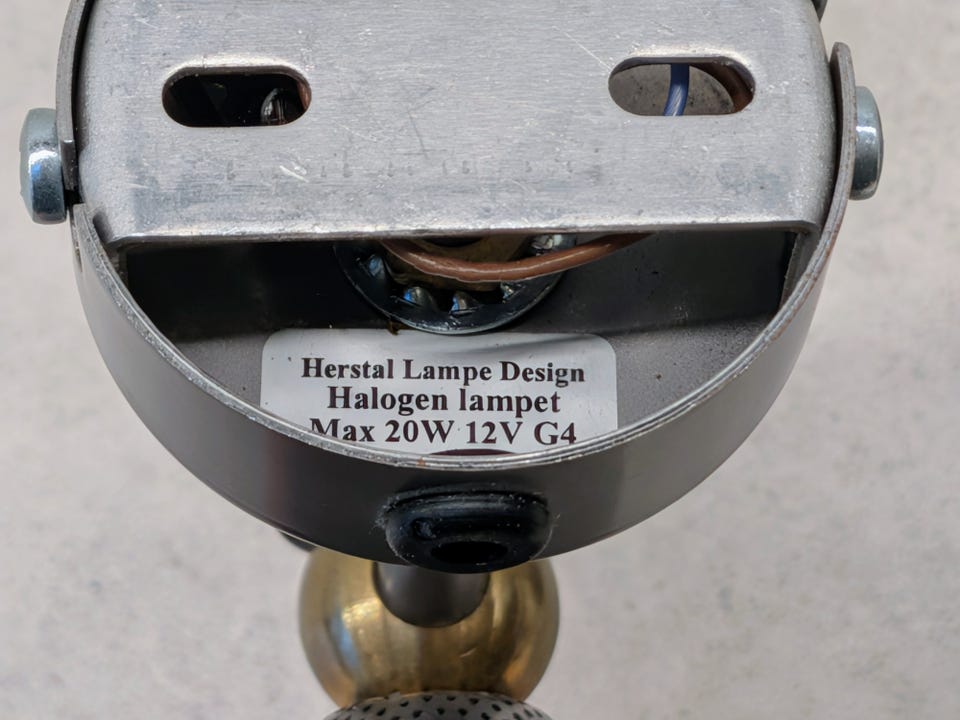 Herstal Lampe Design
Halogen lampet
Max 20W 12V G4